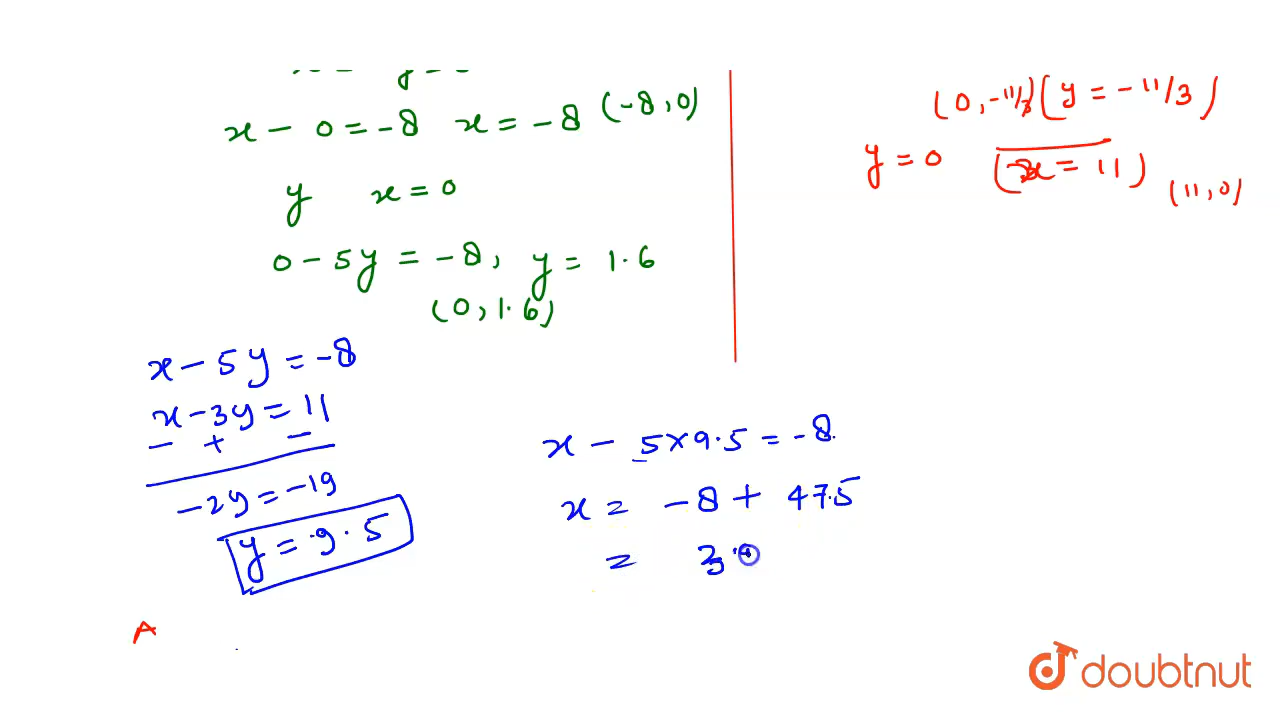 x - 0 = -8 x = -8 (-8, 0)
y x = 0
0 - 5y = -8, y = 1.6
(0, 1.6)
(0, -11/3) (y = -11/3)
y = 0 (x = 11)
(11, 0)
x - 5y = -8
x - 3y = 11
- + -
-2y = -19
y = 9.5
x - 5×9.5 = -8
x = -8 + 47.5
= 3
A
doubtnut